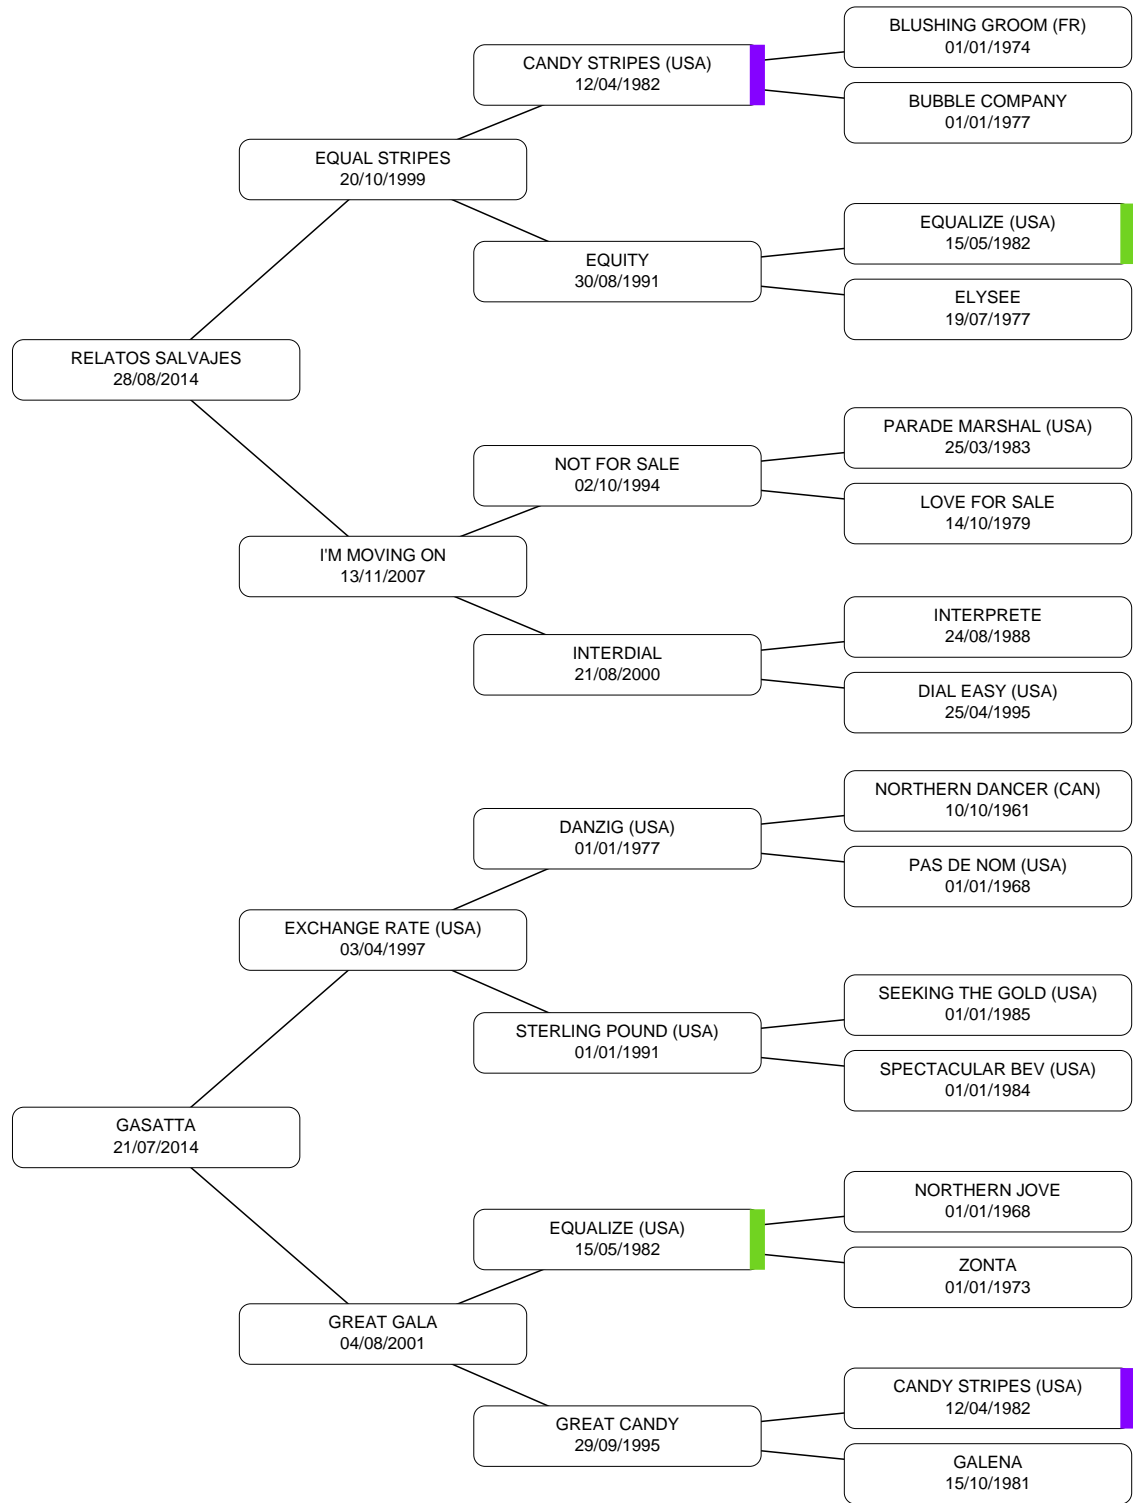 BLUSHING GROOM (FR)
01/01/1974
CANDY STRIPES (USA)
12/04/1982
BUBBLE COMPANY
01/01/1977
EQUAL STRIPES
20/10/1999
EQUALIZE (USA)
15/05/1982
EQUITY
30/08/1991
ELYSEE
19/07/1977
RELATOS SALVAJES
28/08/2014
PARADE MARSHAL (USA)
25/03/1983
NOT FOR SALE
02/10/1994
LOVE FOR SALE
14/10/1979
I'M MOVING ON
13/11/2007
INTERPRETE
24/08/1988
INTERDIAL
21/08/2000
DIAL EASY (USA)
25/04/1995
NORTHERN DANCER (CAN)
10/10/1961
DANZIG (USA)
01/01/1977
PAS DE NOM (USA)
01/01/1968
EXCHANGE RATE (USA)
03/04/1997
SEEKING THE GOLD (USA)
01/01/1985
STERLING POUND (USA)
01/01/1991
SPECTACULAR BEV (USA)
01/01/1984
GASATTA
21/07/2014
NORTHERN JOVE
01/01/1968
EQUALIZE (USA)
15/05/1982
ZONTA
01/01/1973
GREAT GALA
04/08/2001
CANDY STRIPES (USA)
12/04/1982
GREAT CANDY
29/09/1995
GALENA
15/10/1981